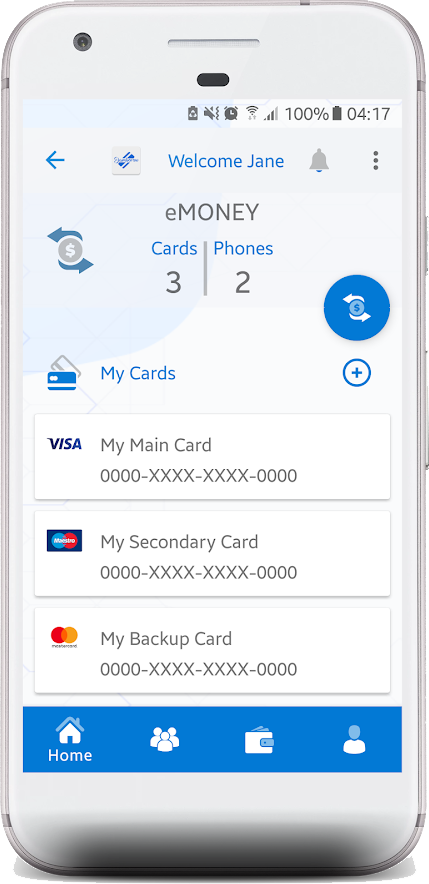 100% 04:17
Welcome Jane
eMONEY
Cards Phones
3 2
My Cards
VISA My Main Card
0000-XXXX-XXXX-0000
Maestro My Secondary Card
0000-XXXX-XXXX-0000
mastercard My Backup Card
0000-XXXX-XXXX-0000
Home